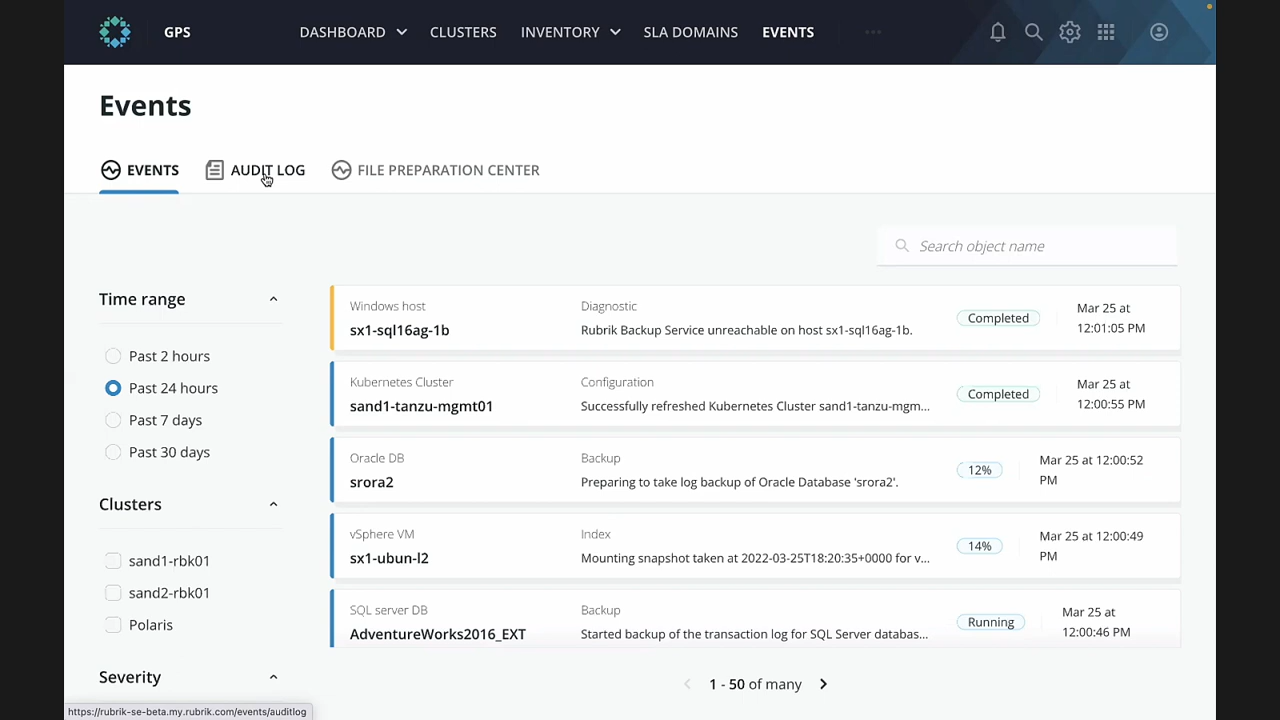 GPS
DASHBOARD
CLUSTERS
INVENTORY
SLA DOMAINS
EVENTS
Events
EVENTS
AUDIT LOG
FILE PREPARATION CENTER
Search object name
Time range
Past 2 hours
Past 24 hours
Past 7 days
Past 30 days
Clusters
sand1-rbk01
sand2-rbk01
Polaris
Severity
Windows host
sx1-sql16ag-1b
Diagnostic
Rubrik Backup Service unreachable on host sx1-sql16ag-1b.
Completed
Mar 25 at
12:01:05 PM
Kubernetes Cluster
sand1-tanzu-mgmt01
Configuration
Successfully refreshed Kubernetes Cluster sand1-tanzu-mgm...
Completed
Mar 25 at
12:00:55 PM
Oracle DB
srora2
Backup
Preparing to take log backup of Oracle Database 'srora2'.
12%
Mar 25 at 12:00:52
PM
vSphere VM
sx1-ubun-l2
Index
Mounting snapshot taken at 2022-03-25T18:20:35+0000 for v...
14%
Mar 25 at 12:00:49
PM
SQL server DB
AdventureWorks2016_EXT
Backup
Started backup of the transaction log for SQL Server databas...
Running
Mar 25 at
12:00:46 PM
1 - 50 of many
https://rubrik-se-beta.my.rubrik.com/events/auditlog